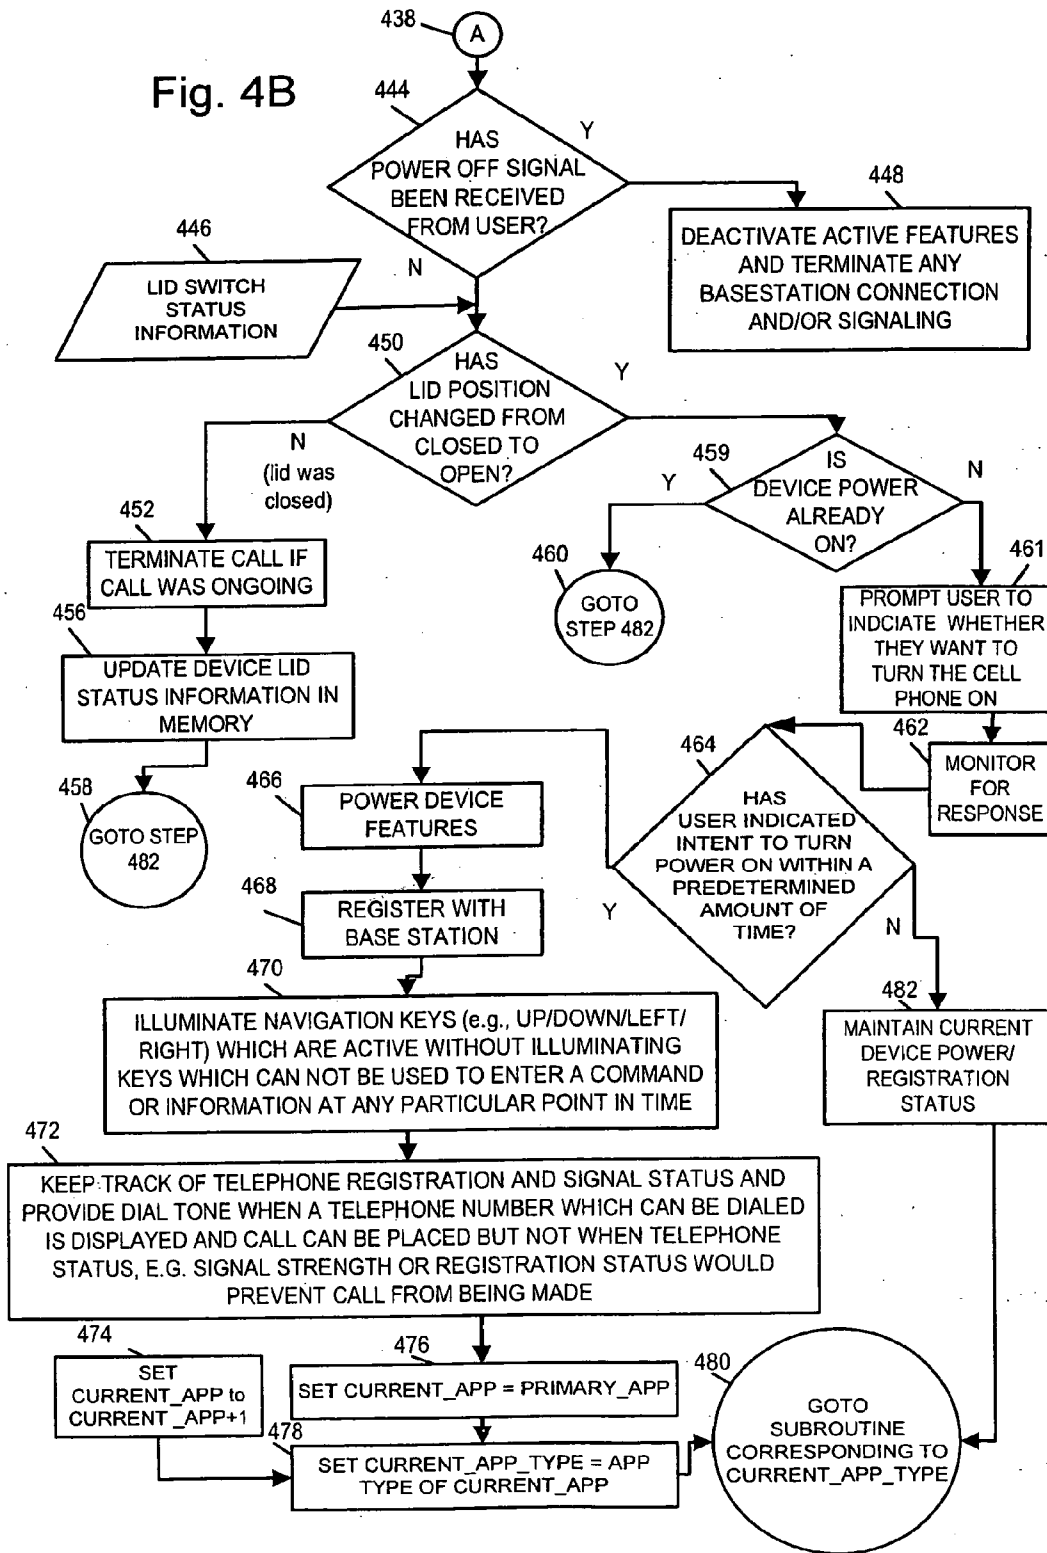 438
A
Fig. 4B
444
HAS
POWER OFF SIGNAL
BEEN RECEIVED
FROM USER?
Y
N
448
DEACTIVATE ACTIVE FEATURES
AND TERMINATE ANY
BASESTATION CONNECTION
AND/OR SIGNALING
446
LID SWITCH
STATUS
INFORMATION
450
HAS
LID POSITION
CHANGED FROM
CLOSED TO
OPEN?
Y
N
(lid was
closed)
452
TERMINATE CALL IF
CALL WAS ONGOING
456
UPDATE DEVICE LID
STATUS INFORMATION IN
MEMORY
458
GOTO STEP
482
459
IS
DEVICE POWER
ALREADY
ON?
Y
N
460
GOTO
STEP 482
461
PROMPT USER TO
INDCIATE WHETHER
THEY WANT TO
TURN THE CELL
PHONE ON
462
MONITOR
FOR
RESPONSE
464
HAS
USER INDICATED
INTENT TO TURN
POWER ON WITHIN A
PREDETERMINED
AMOUNT OF
TIME?
Y
N
466
POWER DEVICE
FEATURES
468
REGISTER WITH
BASE STATION
470
ILLUMINATE NAVIGATION KEYS (e.g., UP/DOWN/LEFT/
RIGHT) WHICH ARE ACTIVE WITHOUT ILLUMINATING
KEYS WHICH CAN NOT BE USED TO ENTER A COMMAND
OR INFORMATION AT ANY PARTICULAR POINT IN TIME
482
MAINTAIN CURRENT
DEVICE POWER/
REGISTRATION
STATUS
472
KEEP TRACK OF TELEPHONE REGISTRATION AND SIGNAL STATUS AND
PROVIDE DIAL TONE WHEN A TELEPHONE NUMBER WHICH CAN BE DIALED
IS DISPLAYED AND CALL CAN BE PLACED BUT NOT WHEN TELEPHONE
STATUS, E.G. SIGNAL STRENGTH OR REGISTRATION STATUS WOULD
PREVENT CALL FROM BEING MADE
474
SET
CURRENT_APP to
CURRENT _APP+1
476
SET CURRENT_APP = PRIMARY_APP
478
SET CURRENT_APP_TYPE = APP
TYPE OF CURRENT_APP
480
GOTO
SUBROUTINE
CORRESPONDING TO
CURRENT_APP_TYPE